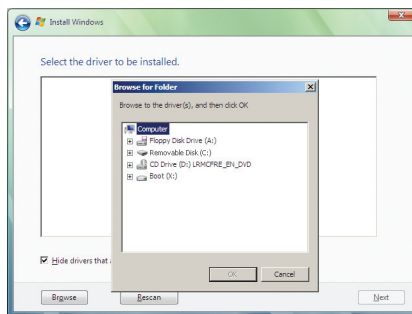 Install Windows
Select the driver to be installed.
Browse for Folder
Browse to the driver(s), and then click OK
Computer
Floppy Disk Drive (A:)
Removable Disk (C:)
CD Drive (D:) LRMCFRE_EN_DVD
Boot (X:)
Hide drivers that
OK
Cancel
Browse
Rescan
Next